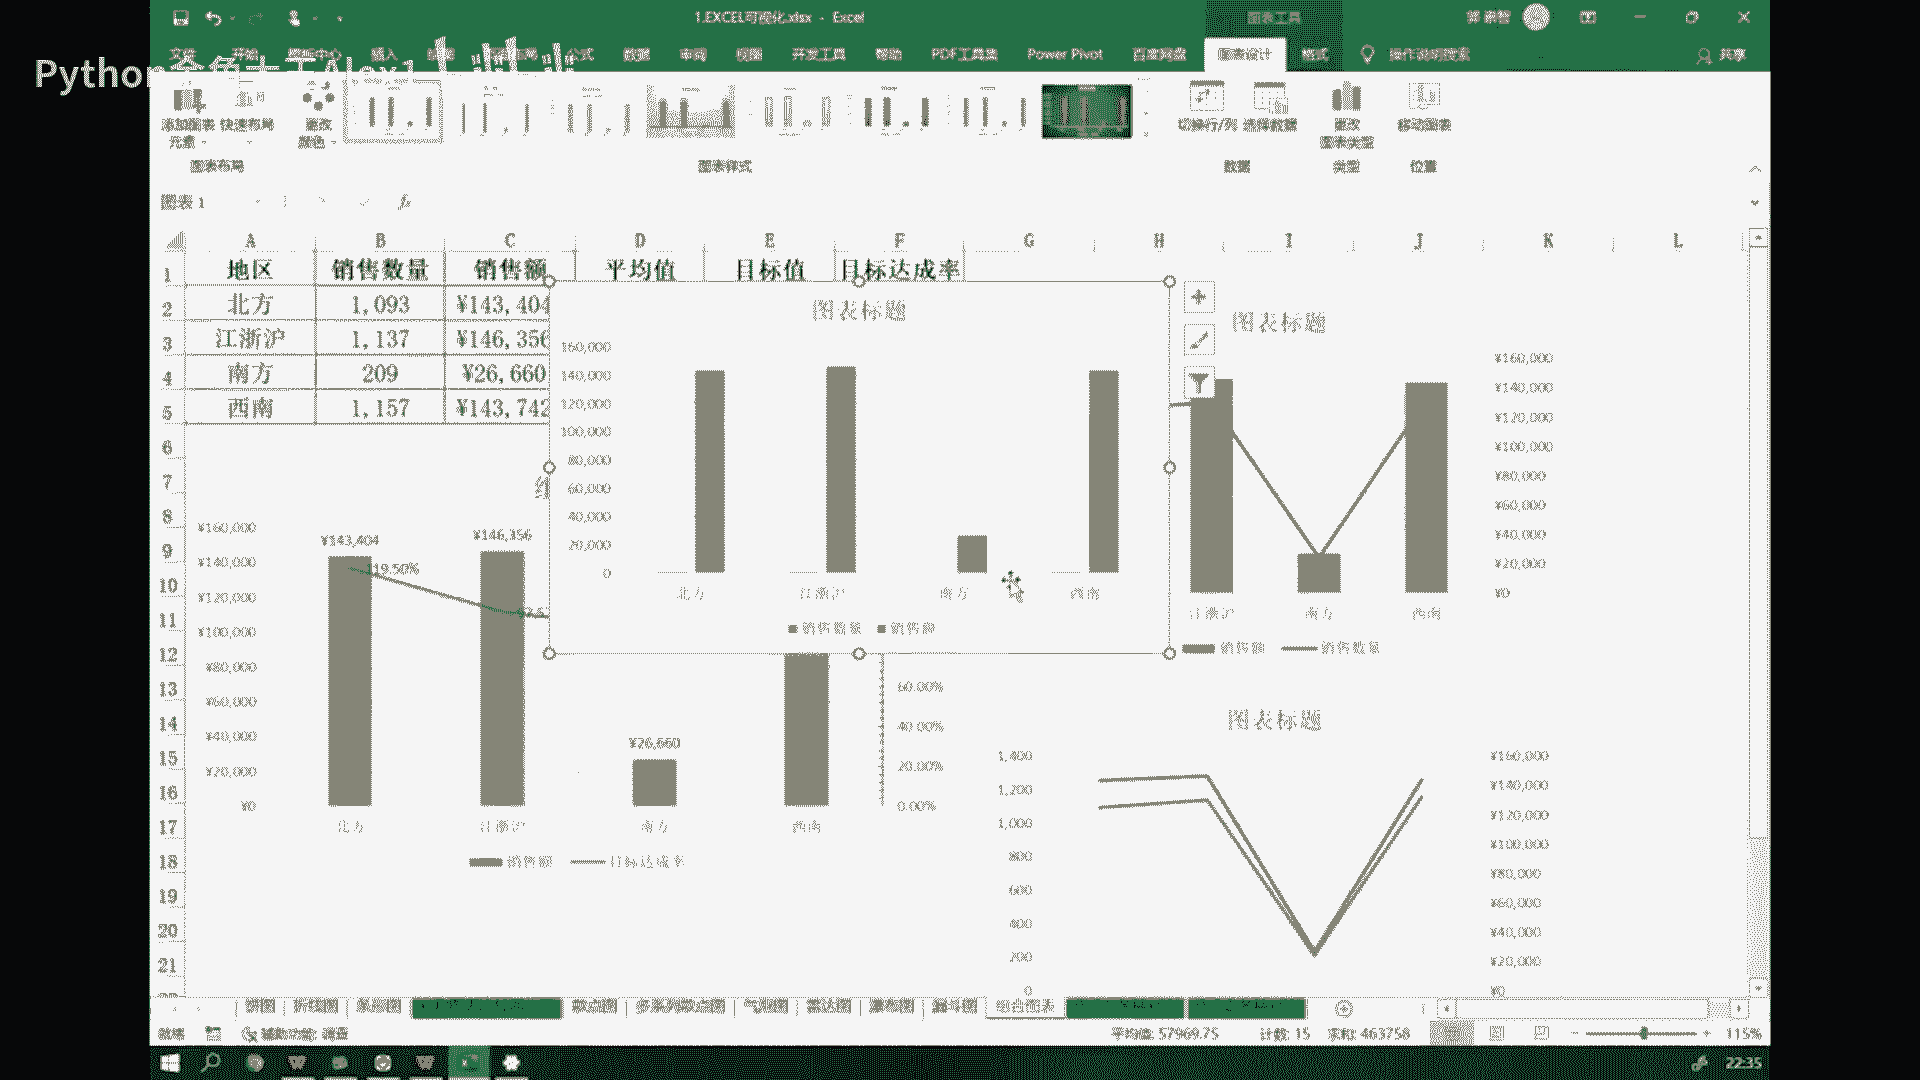 1.EXCEL可视化.xlsx - Excel
图表工具
Python
文件 开始 插入 公式 数据 审阅 视图 开发工具 帮助 PDF工具集 Power Pivot 百度网盘 图表设计 格式 操作说明搜索 共享
添加图表元素 快速布局 更改颜色 切换行/列 选择数据 更改图表类型 移动图表
图表布局 图表样式 数据 类型 位置
图表 1 fx
A B C D E F G H I J K L
1 地区 销售数量 销售额 平均值 目标值 目标达成率
2 北方 1,093 ¥143,404
3 江浙沪 1,137 ¥146,356
4 南方 209 ¥26,660
5 西南 1,157 ¥143,742
6
7
8
9
10
11
12
13
14
15
16
17
18
19
20
21
图表标题
160,000
140,000
120,000
100,000
80,000
60,000
40,000
20,000
0
北方 江浙沪 南方 西南
销售数量 销售额
图表标题
¥160,000
¥140,000
¥120,000
¥100,000
¥80,000
¥60,000
¥40,000
¥20,000
¥0
江浙沪 南方 西南
销售额 销售数量
¥160,000
¥140,000
¥120,000
¥100,000
¥80,000
¥60,000
¥40,000
¥20,000
¥0
¥143,404
¥146,356
119.50%
¥26,660
60.00%
40.00%
20.00%
0.00%
北方 江浙沪 南方 西南
销售额 目标达成率
图表标题
1,400
1,200
1,000
800
600
400
200
0
¥160,000
¥140,000
¥120,000
¥100,000
¥80,000
¥60,000
¥40,000
¥20,000
¥0
饼图 折线图 条形图 散点图 多系列散点图 气泡图 雷达图 瀑布图 漏斗图 组合图表
就绪 辅助功能: 调查 平均值: 57969.75 计数: 15 求和: 463758 115%
22:35